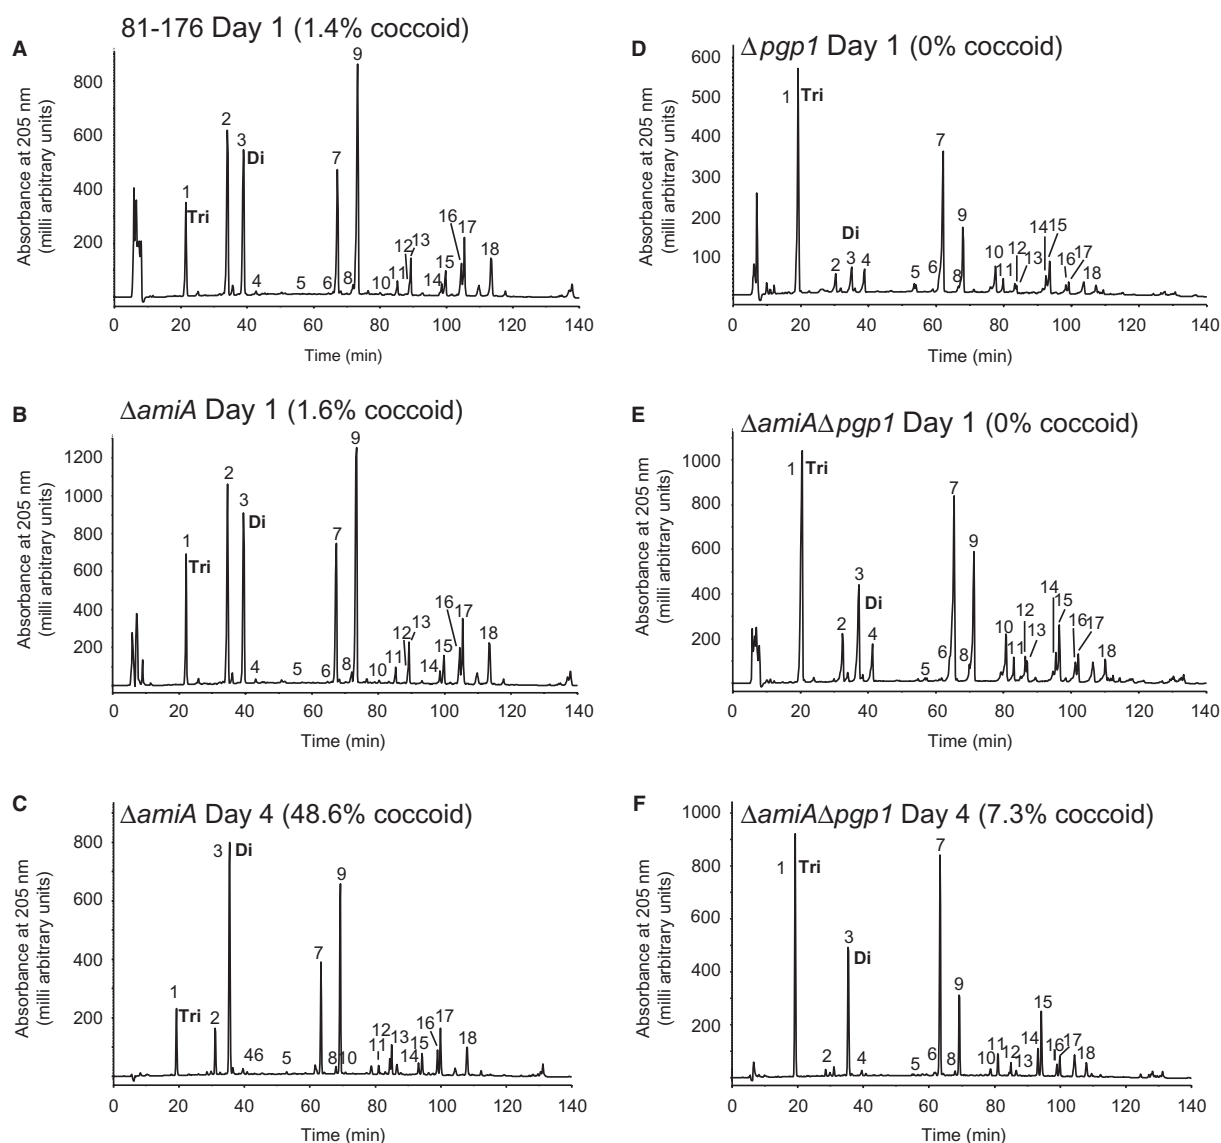 A
81-176 Day 1 (1.4% coccoid)
Absorbance at 205 nm
(milli arbitrary units)
800
600
400
200
1
Tri
2
3
Di
4
5
6
7
8
9
10
11
12
13
14
15
16
17
18
0 20 40 60 80 100 120 140
Time (min)
B
ΔamiA Day 1 (1.6% coccoid)
Absorbance at 205 nm
(milli arbitrary units)
1200
1000
800
600
400
200
1
Tri
2
3
Di
4
5
6
7
8
9
10
11
12
13
14
15
16
17
18
0 20 40 60 80 100 120 140
Time (min)
C
ΔamiA Day 4 (48.6% coccoid)
Absorbance at 205 nm
(milli arbitrary units)
800
600
400
200
1
Tri
2
3
Di
46
5
7
8
9
10
11
12
13
14
15
16
17
18
0 20 40 60 80 100 120 140
Time (min)
D
Δpgp1 Day 1 (0% coccoid)
Absorbance at 205 nm
(milli arbitrary units)
600
500
400
300
200
100
1
Tri
Di
2
3
4
5
6
7
8
9
10
11
12
13
14
15
16
17
18
0 20 40 60 80 100 120 140
Time (min)
E
ΔamiAΔpgp1 Day 1 (0% coccoid)
Absorbance at 205 nm
(milli arbitrary units)
1000
800
600
400
200
1
Tri
2
3
Di
4
5
6
7
8
9
10
11
12
13
14
15
16
17
18
0 20 40 60 80 100 120 140
Time (min)
F
ΔamiAΔpgp1 Day 4 (7.3% coccoid)
Absorbance at 205 nm
(milli arbitrary units)
1000
800
600
400
200
1
Tri
2
3
Di
4
5
6
7
8
9
10
11
12
13
14
15
16
17
18
0 20 40 60 80 100 120 140
Time (min)